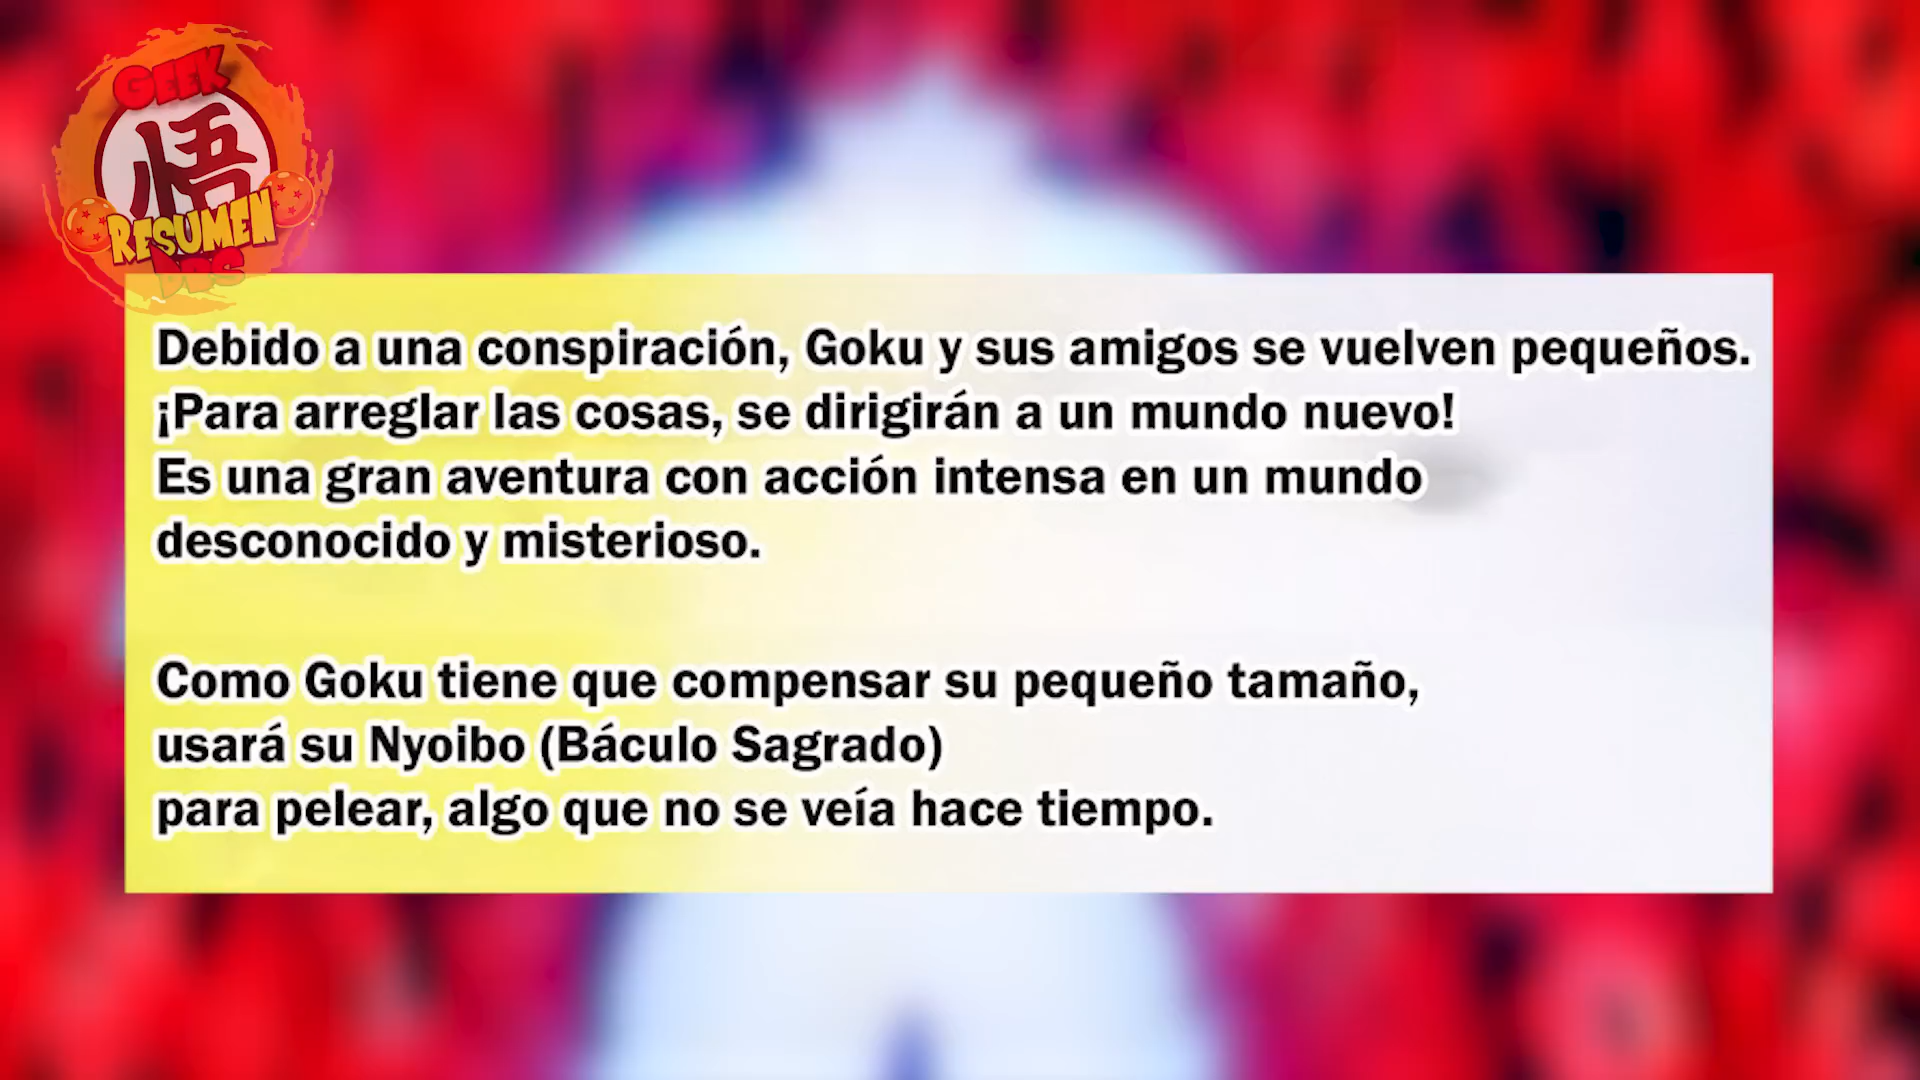 GEEK
悟
RESUMEN
DBS
Debido a una conspiración, Goku y sus amigos se vuelven pequeños.
¡Para arreglar las cosas, se dirigirán a un mundo nuevo!
Es una gran aventura con acción intensa en un mundo
desconocido y misterioso.
Como Goku tiene que compensar su pequeño tamaño,
usará su Nyoibo (Báculo Sagrado)
para pelear, algo que no se veía hace tiempo.